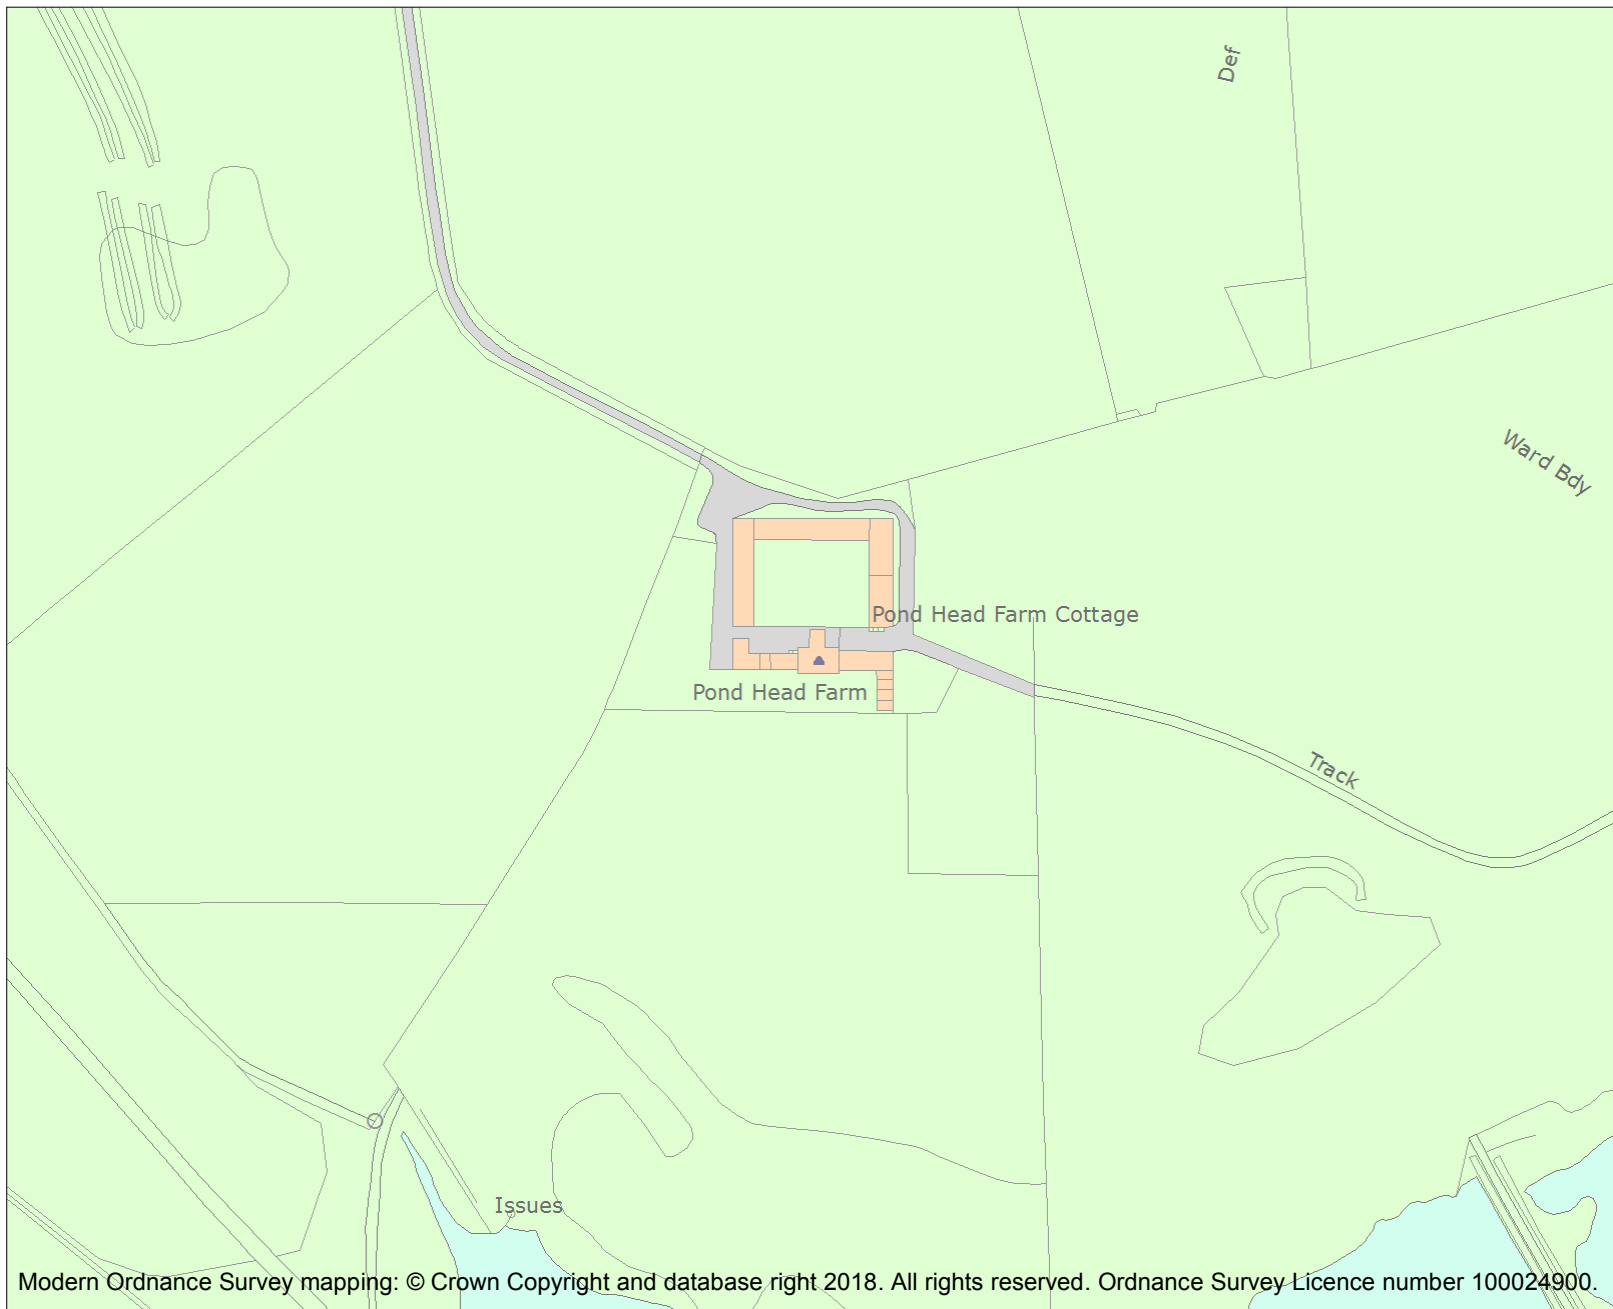 Def
Ward Bdy
Pond Head Farm Cottage
Pond Head Farm
Track
Issues
Modern Ordnance Survey mapping: © Crown Copyright and database right 2018. All rights reserved. Ordnance Survey Licence number 100024900.